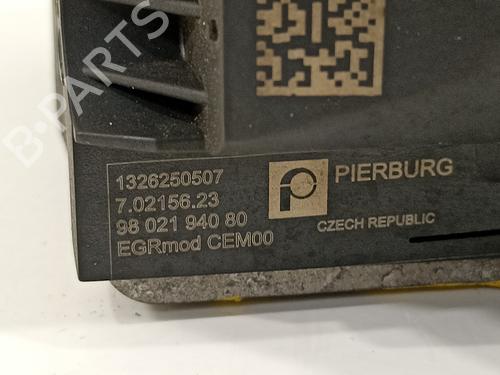 B-PARTS
1326250507
7.02156.23
98 021 940 80
EGRmod CEM00
PIERBURG
CZECH REPUBLIC